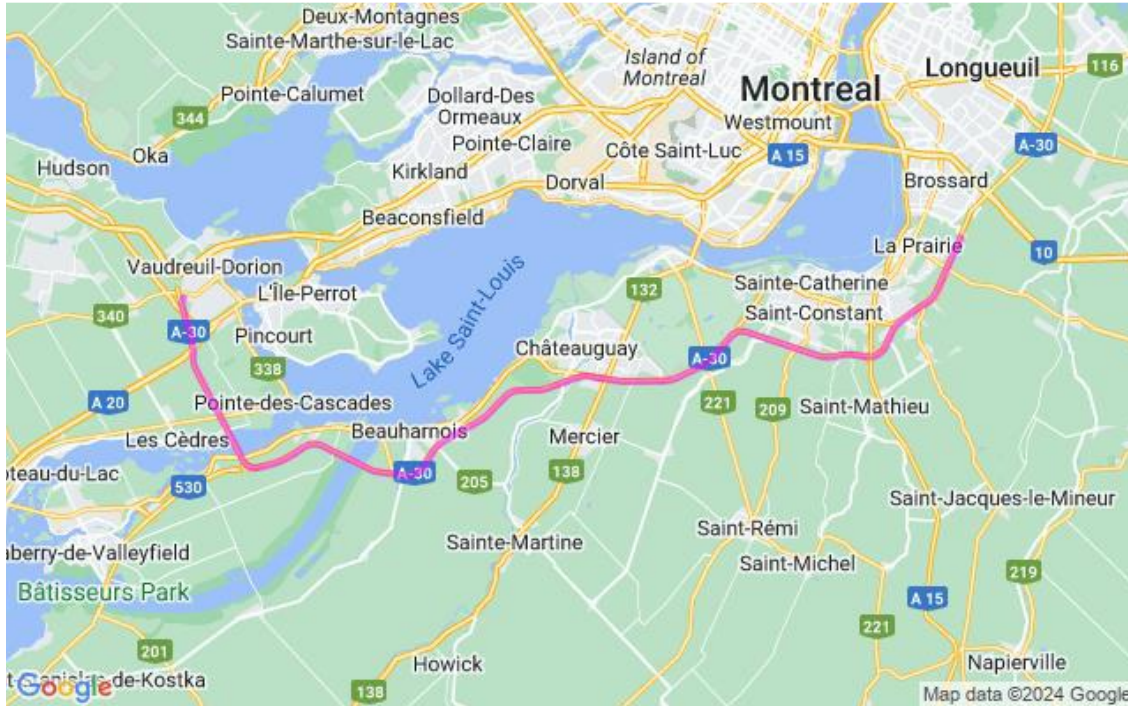 Deux-Montagnes
Sainte-Marthe-sur-le-Lac
Island of
Montreal
Longueuil
116
Pointe-Calumet
Montreal
344
Dollard-Des
Ormeaux
Westmount
Oka
Pointe-Claire
Côte Saint-Luc
A 15
A-30
Hudson
Kirkland
Dorval
Brossard
Beaconsfield
La Prairie
10
Vaudreuil-Dorion
L'Île-Perrot
132
Sainte-Catherine
340
A-30
Pincourt
Lake Saint-Louis
Saint-Constant
Châteauguay
A-30
338
A 20
Pointe-des-Cascades
221
209
Saint-Mathieu
Les Cèdres
Beauharnois
Mercier
oteau-du-Lac
530
A-30
205
138
Saint-Jacques-le-Mineur
aberry-de-Valleyfield
Sainte-Martine
Saint-Rémi
Saint-Michel
219
Bâtisseurs Park
A 15
201
221
Howick
Napierville
-de-Kostka
138
Google
Map data ©2024 Google